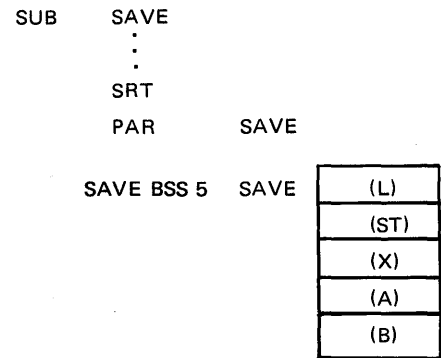 SUB SAVE
.
.
.
SRT
PAR SAVE
SAVE BSS 5 SAVE (L)
(ST)
(X)
(A)
(B)